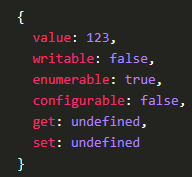 {
  value: 123,
  writable: false,
  enumerable: true,
  configurable: false,
  get: undefined,
  set: undefined
}